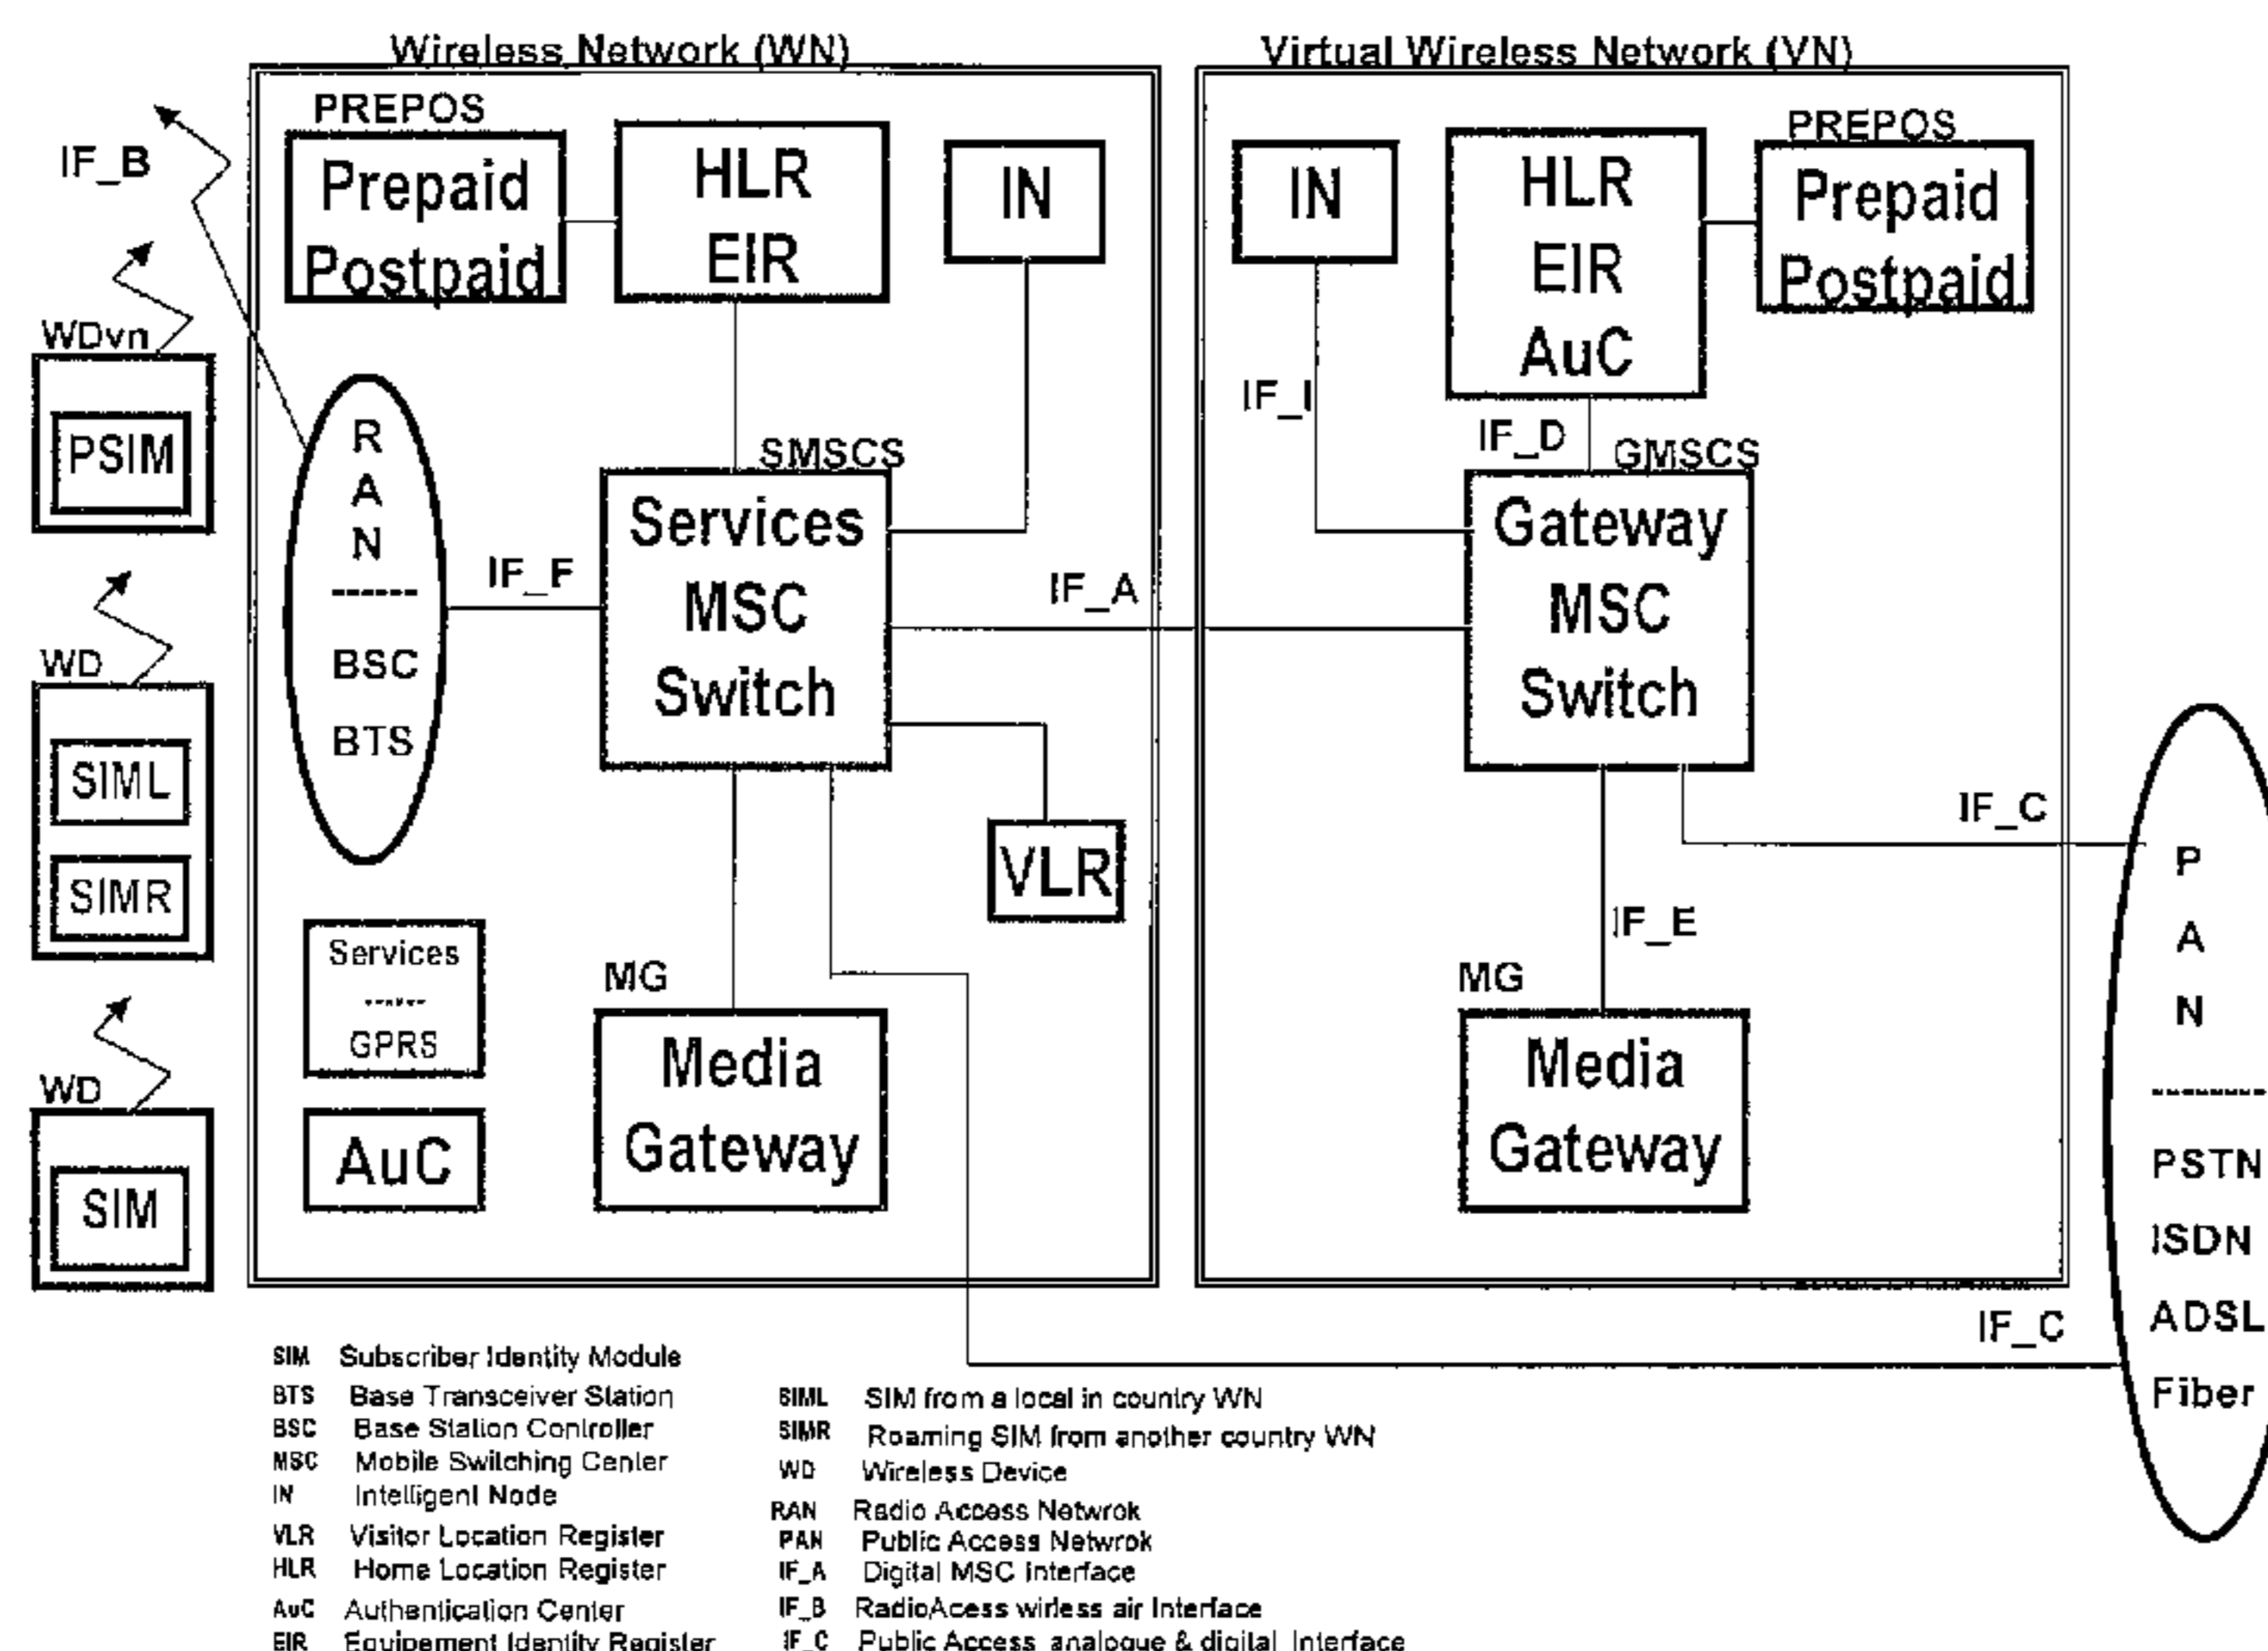 Wireless Network (WN)
Virtual Wireless Network (VN)
IF_B
PREPOS
Prepaid
Postpaid
HLR
EIR
IN
IN
HLR
EIR
AuC
PREPOS
Prepaid
Postpaid
WDvn
PSIM
R
A
N
------
BSC
BTS
IF_F
SMSCS
Services
MSC
Switch
IF_A
IF_I
IF_D
GMSCS
Gateway
MSC
Switch
WD
SIML
SIMR
VLR
IF_C
IF_E
Services
-----
GPRS
AuC
MG
Media
Gateway
MG
Media
Gateway
WD
SIM
P
A
N
--------
PSTN
ISDN
ADSL
Fiber
IF_C
SIM Subscriber Identity Module
BTS Base Transceiver Station
BSC Base Station Controller
MSC Mobile Switching Center
IN Intelligent Node
VLR Visitor Location Register
HLR Home Location Register
AuC Authentication Center
EIR Equipement Identity Register
SIML SIM from a local in country WN
SIMR Roaming SIM from another country WN
WD Wireless Device
RAN Radio Access Netwrok
PAN Public Access Netwrok
IF_A Digital MSC Interface
IF_B RadioAcess wirless air Interface
IF_C Public Access analogue & digital Interface